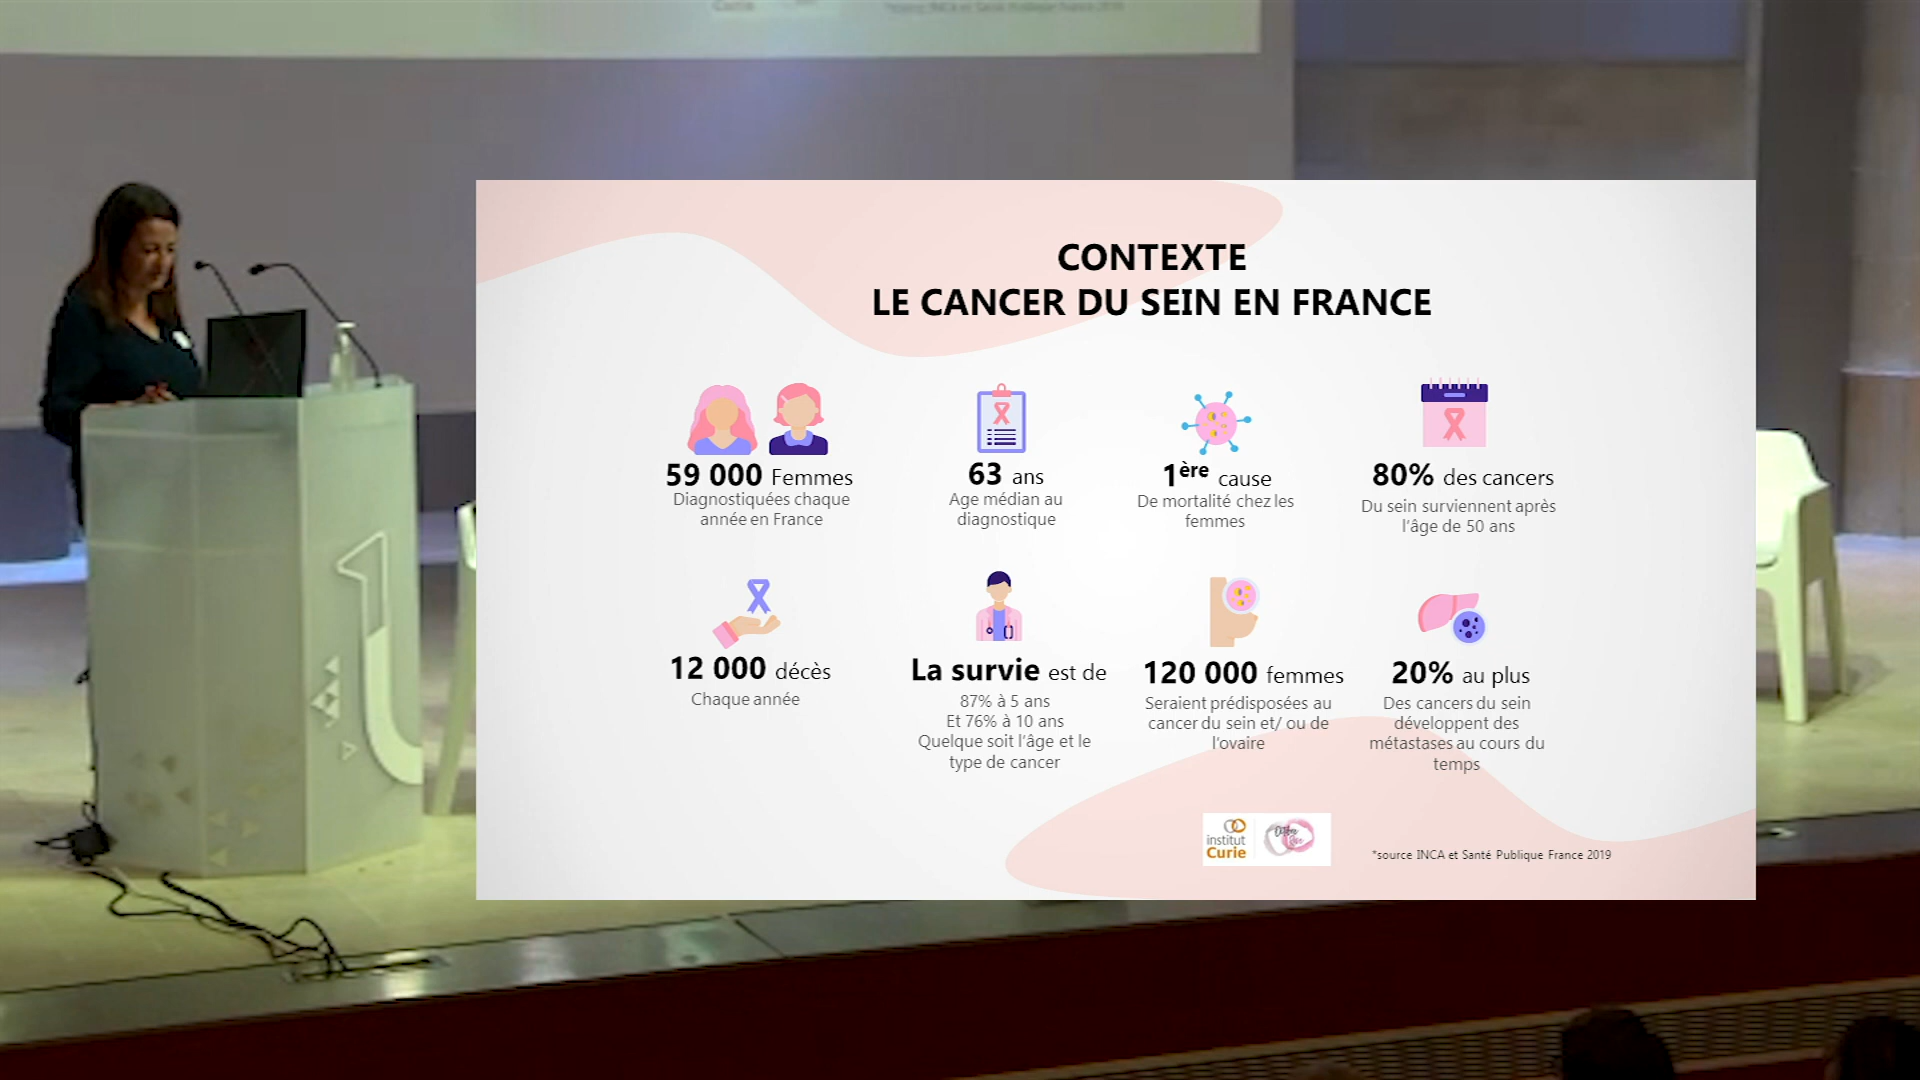 CONTEXTE
LE CANCER DU SEIN EN FRANCE
59 000 Femmes
Diagnostiquées chaque
année en France
63 ans
Age médian au
diagnostique
1ère cause
De mortalité chez les
femmes
80% des cancers
Du sein surviennent après
l'âge de 50 ans
12 000 décès
Chaque année
La survie est de
87% à 5 ans
Et 76% à 10 ans
Quelque soit l'âge et le
type de cancer
120 000 femmes
Seraient prédisposées au
cancer du sein et/ ou de
l'ovaire
20% au plus
Des cancers du sein
développent des
métastases au cours du
temps
institut
Curie
*source INCA et Santé Publique France 2019